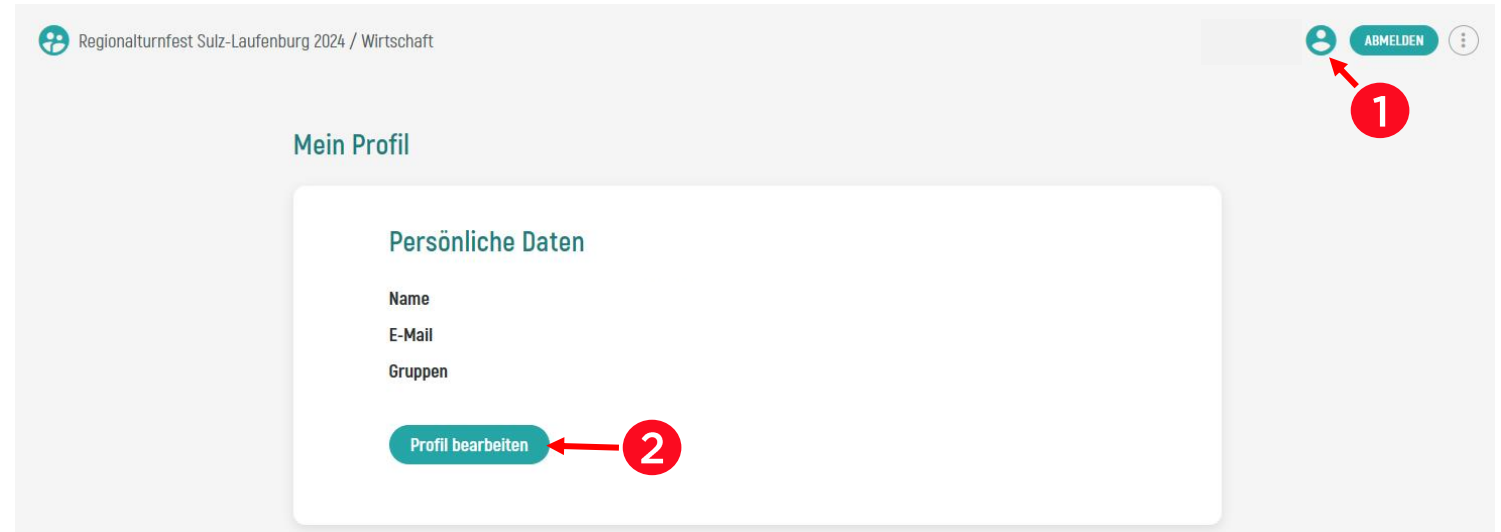 Regionalturnfest Sulz-Laufenburg 2024 / Wirtschaft
ABMELDEN
1
Mein Profil
Persönliche Daten
Name
E-Mail
Gruppen
Profil bearbeiten
2